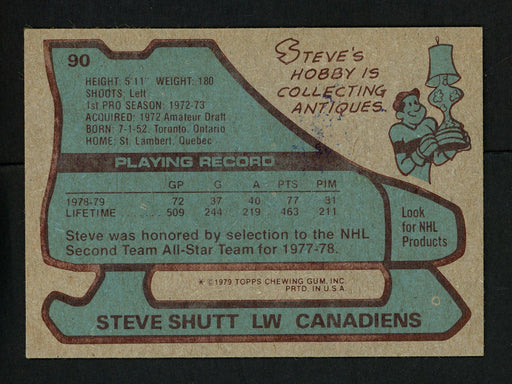 90
HEIGHT: 5'11" WEIGHT: 180
SHOOTS: Left
1st PRO SEASON: 1972-73
ACQUIRED: 1972 Amateur Draft
BORN: 7-1-52, Toronto, Ontario
HOME: St. Lambert, Quebec
STEVE'S
HOBBY IS
COLLECTING
ANTIQUES
PLAYING RECORD
GP G A PTS PIM
1978-79 72 37 40 77 31
LIFETIME 509 244 219 463 211
Steve was honored by selection to the NHL
Second Team All-Star Team for 1977-78.
Look
for NHL
Products
* ©1979 TOPPS CHEWING GUM, INC.
PRTD. IN U.S.A.
STEVE SHUTT LW CANADIENS